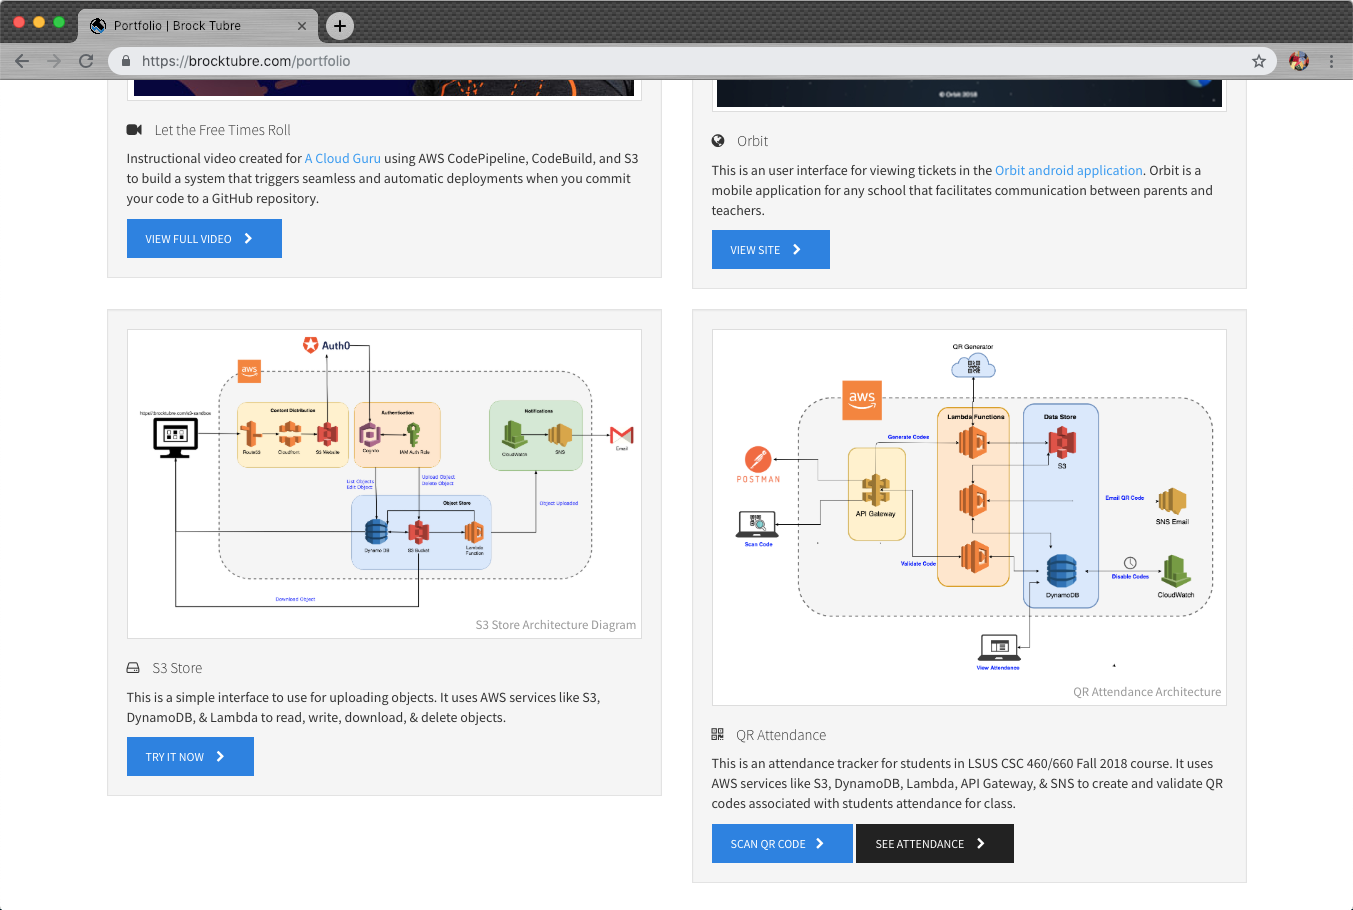 Portfolio | Brock Tubre
https://brocktubre.com/portfolio
© Orbit 2018
Let the Free Times Roll
Instructional video created for A Cloud Guru using AWS CodePipeline, CodeBuild, and S3
to build a system that triggers seamless and automatic deployments when you commit
your code to a GitHub repository.
VIEW FULL VIDEO
Orbit
This is an user interface for viewing tickets in the Orbit android application. Orbit is a
mobile application for any school that facilitates communication between parents and
teachers.
VIEW SITE
Auth0
aws
https://brocktubre.com/s3-sandbox
Content Distribution
Authentication
Notifications
Route53
Cloudfront
S3 Website
Cognito
IAM Auth Role
CloudWatch
SNS
Email
List Objects
Edit Object
Upload Object
Delete Object
Object Store
Object Uploaded
Dynamo DB
S3 Bucket
Lambda
Function
Download Object
S3 Store Architecture Diagram
S3 Store
This is a simple interface to use for uploading objects. It uses AWS services like S3,
DynamoDB, & Lambda to read, write, download, & delete objects.
TRY IT NOW
QR Generator
aws
Lambda Functions
Data Store
Generate Codes
S3
POSTMAN
API Gateway
Email QR Code
SNS Email
Scan Code
Validate Code
Disable Codes
DynamoDB
CloudWatch
View Attendance
QR Attendance Architecture
QR Attendance
This is an attendance tracker for students in LSUS CSC 460/660 Fall 2018 course. It uses
AWS services like S3, DynamoDB, Lambda, API Gateway, & SNS to create and validate QR
codes associated with students attendance for class.
SCAN QR CODE
SEE ATTENDANCE